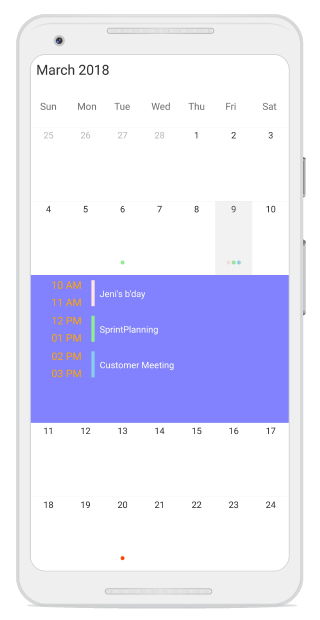 March 2018
Sun Mon Tue Wed Thu Fri Sat
25 26 27 28 1 2 3
4 5 6 7 8 9 10
10 AM
11 AM
Jeni's b'day
12 PM
01 PM
SprintPlanning
02 PM
03 PM
Customer Meeting
11 12 13 14 15 16 17
18 19 20 21 22 23 24